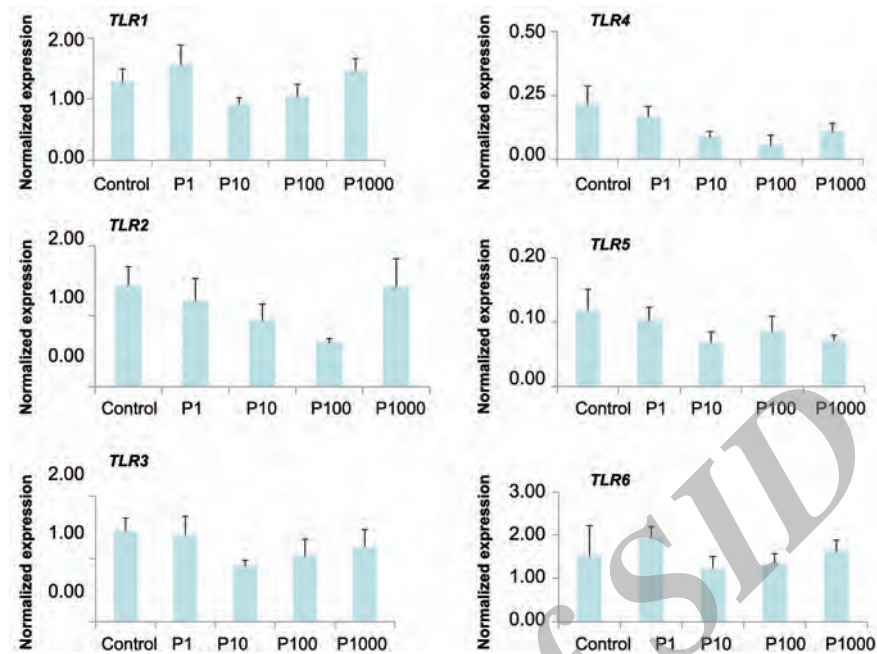 TLR1
Normalized expression
2.00
1.00
0.00
Control P1 P10 P100 P1000
TLR4
Normalized expression
0.50
0.25
0.00
Control P1 P10 P100 P1000
TLR2
Normalized expression
2.00
1.00
0.00
Control P1 P10 P100 P1000
TLR5
Normalized expression
0.20
0.10
0.00
Control P1 P10 P100 P1000
TLR3
Normalized expression
2.00
1.00
0.00
Control P1 P10 P100 P1000
TLR6
Normalized expression
3.00
2.00
1.00
0.00
Control P1 P10 P100 P1000
f SID